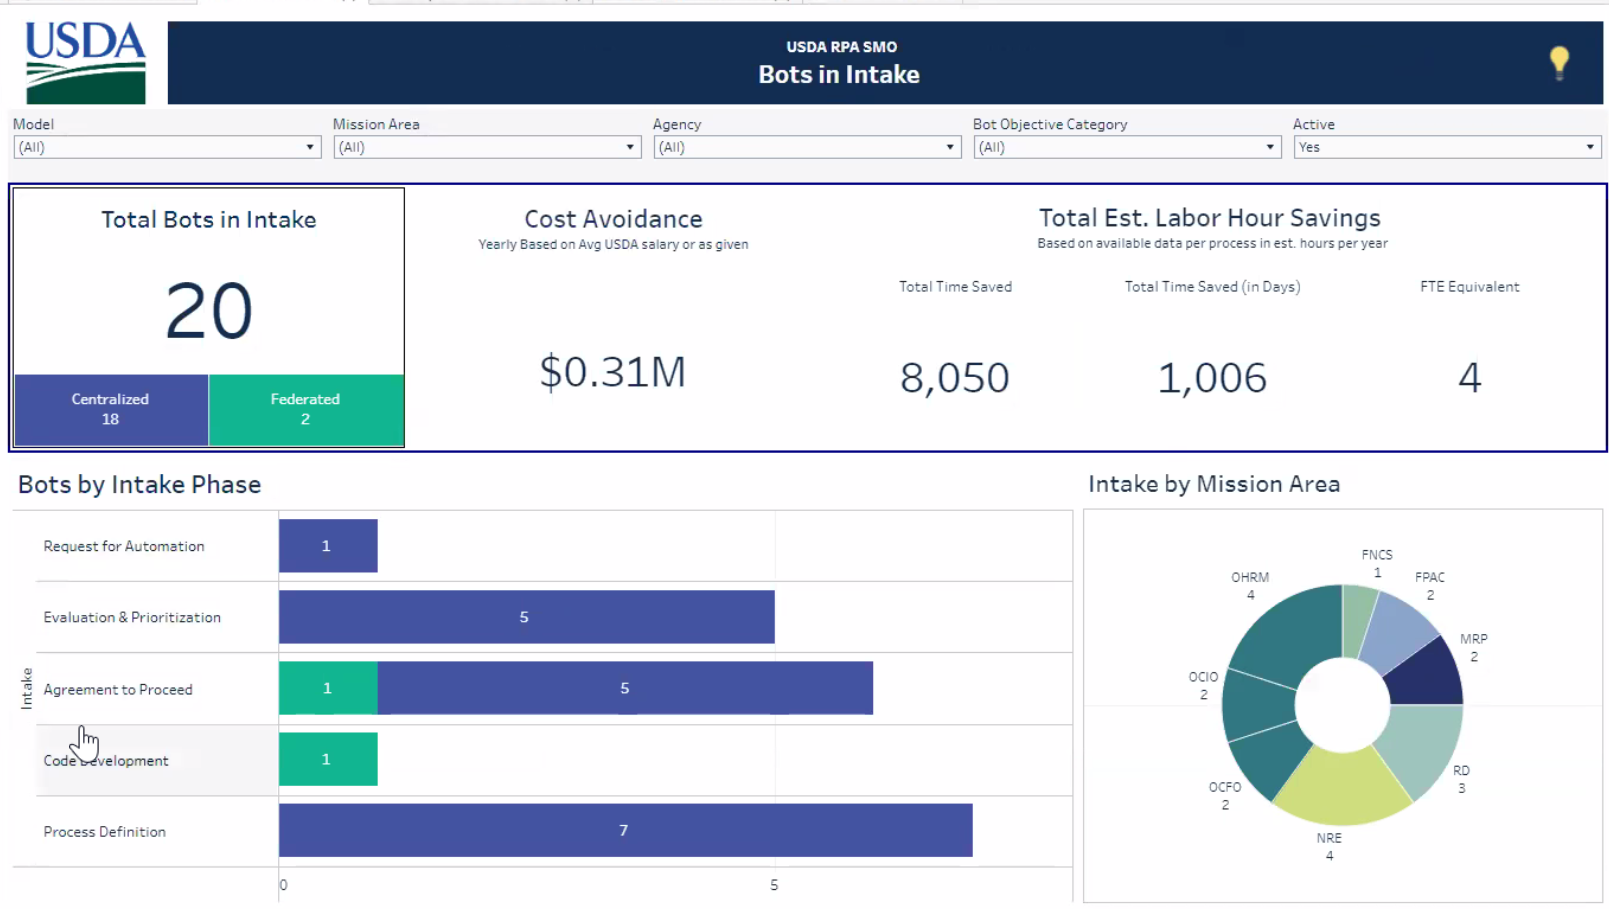 USDA
USDA RPA SMO
Bots in Intake
Model
Mission Area
Agency
Bot Objective Category
Active
(All)
(All)
(All)
(All)
Yes
Total Bots in Intake
20
Centralized
18
Federated
2
Cost Avoidance
Yearly Based on Avg USDA salary or as given
$0.31M
Total Est. Labor Hour Savings
Based on available data per process in est. hours per year
Total Time Saved
Total Time Saved (in Days)
FTE Equivalent
8,050
1,006
4
Bots by Intake Phase
Intake
Request for Automation
1
Evaluation & Prioritization
5
Agreement to Proceed
1
5
Code Development
1
Process Definition
7
0
5
Intake by Mission Area
FNCS
1
FPAC
2
MRP
2
RD
3
NRE
4
OCFO
2
OCIO
2
OHRM
4